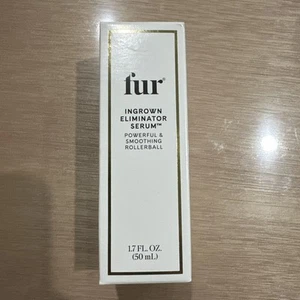 fur®
INGROWN
ELIMINATOR
SERUM™
POWERFUL &
SMOOTHING
ROLLERBALL
1.7 FL. OZ.
(50 mL)